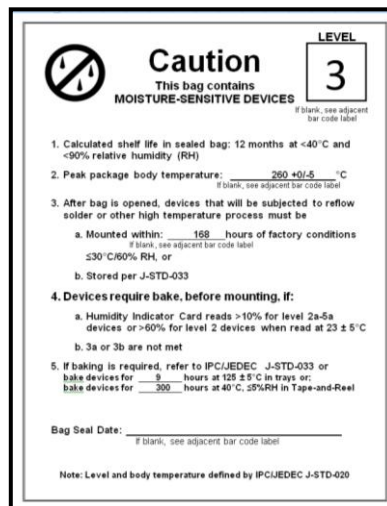 LEVEL
3
Caution
This bag contains
MOISTURE-SENSITIVE DEVICES
If blank, see adjacent
bar code label
1. Calculated shelf life in sealed bag: 12 months at <40°C and
<90% relative humidity (RH)
2. Peak package body temperature: 260 +0/-5 °C
If blank, see adjacent bar code label
3. After bag is opened, devices that will be subjected to reflow
solder or other high temperature process must be
a. Mounted within: 168 hours of factory conditions
If blank, see adjacent bar code label
≤30°C/60% RH, or
b. Stored per J-STD-033
4. Devices require bake, before mounting, if:
a. Humidity Indicator Card reads >10% for level 2a-5a
devices or >60% for level 2 devices when read at 23 ± 5°C
b. 3a or 3b are not met
5. If baking is required, refer to IPC/JEDEC J-STD-033 or
bake devices for 9 hours at 125 ±5°C in trays or;
bake devices for 300 hours at 40°C, ≤5%RH in Tape-and-Reel
Bag Seal Date:
If blank, see adjacent bar code label
Note: Level and body temperature defined by IPC/JEDEC J-STD-020